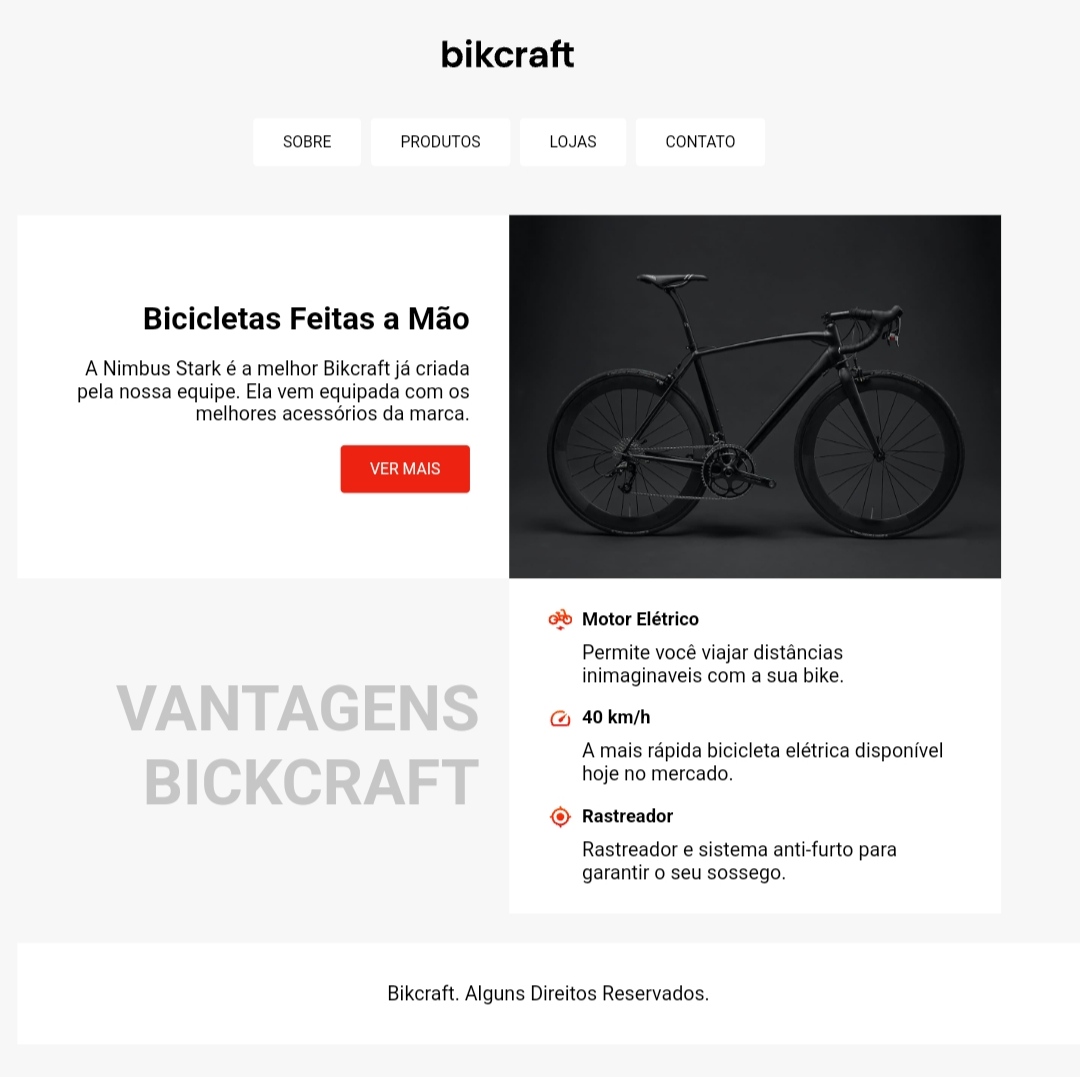 bikcraft
SOBRE
PRODUTOS
LOJAS
CONTATO
Bicicletas Feitas a Mão
A Nimbus Stark é a melhor Bikcraft já criada
pela nossa equipe. Ela vem equipada com os
melhores acessórios da marca.
VER MAIS
VANTAGENS
BICKCRAFT
Motor Elétrico
Permite você viajar distâncias
inimaginaveis com a sua bike.
40 km/h
A mais rápida bicicleta elétrica disponível
hoje no mercado.
Rastreador
Rastreador e sistema anti-furto para
garantir o seu sossego.
Bikcraft. Alguns Direitos Reservados.